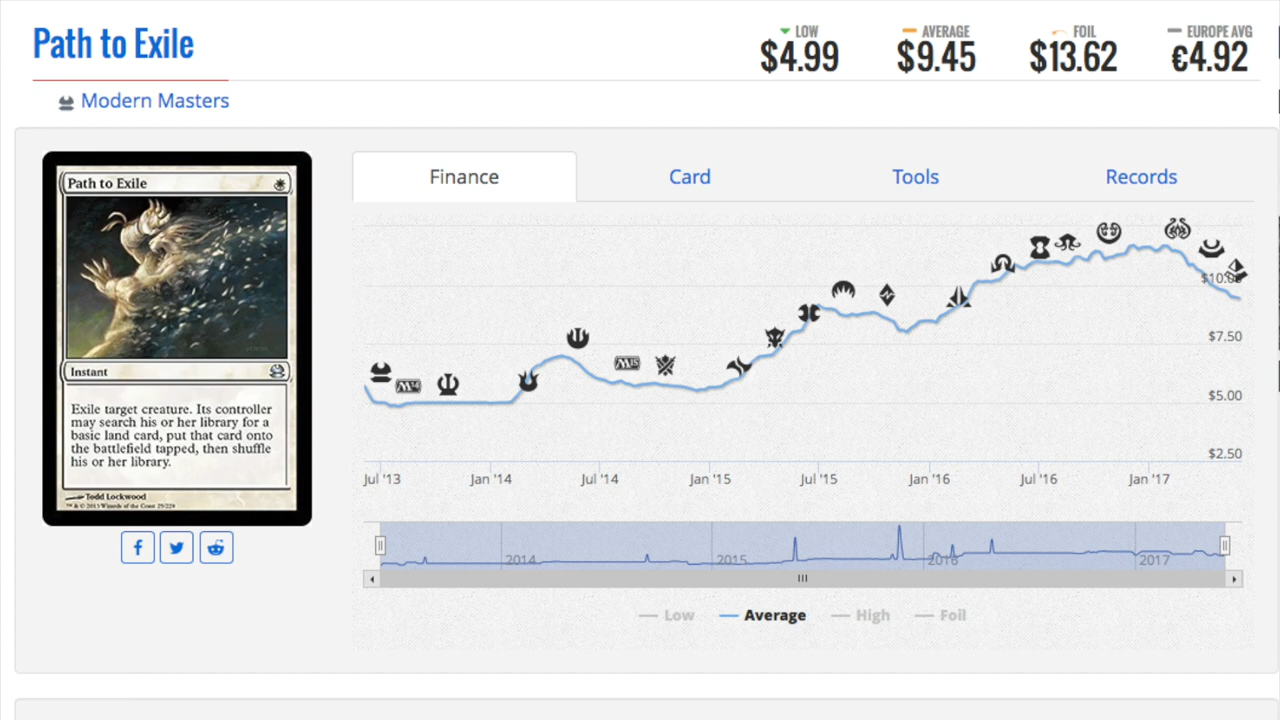 Path to Exile
LOW
$4.99
AVERAGE
$9.45
FOIL
$13.62
EUROPE AVG
€4.92
Modern Masters
Path to Exile
Instant
Exile target creature. Its controller
may search his or her library for a
basic land card, put that card onto
the battlefield tapped, then shuffle
his or her library.
Todd Lockwood
Finance
Card
Tools
Records
M14
M15
$10.00
$7.50
$5.00
$2.50
Jul '13
Jan '14
Jul '14
Jan '15
Jul '15
Jan '16
Jul '16
Jan '17
2014
2015
2016
2017
Low
Average
High
Foil